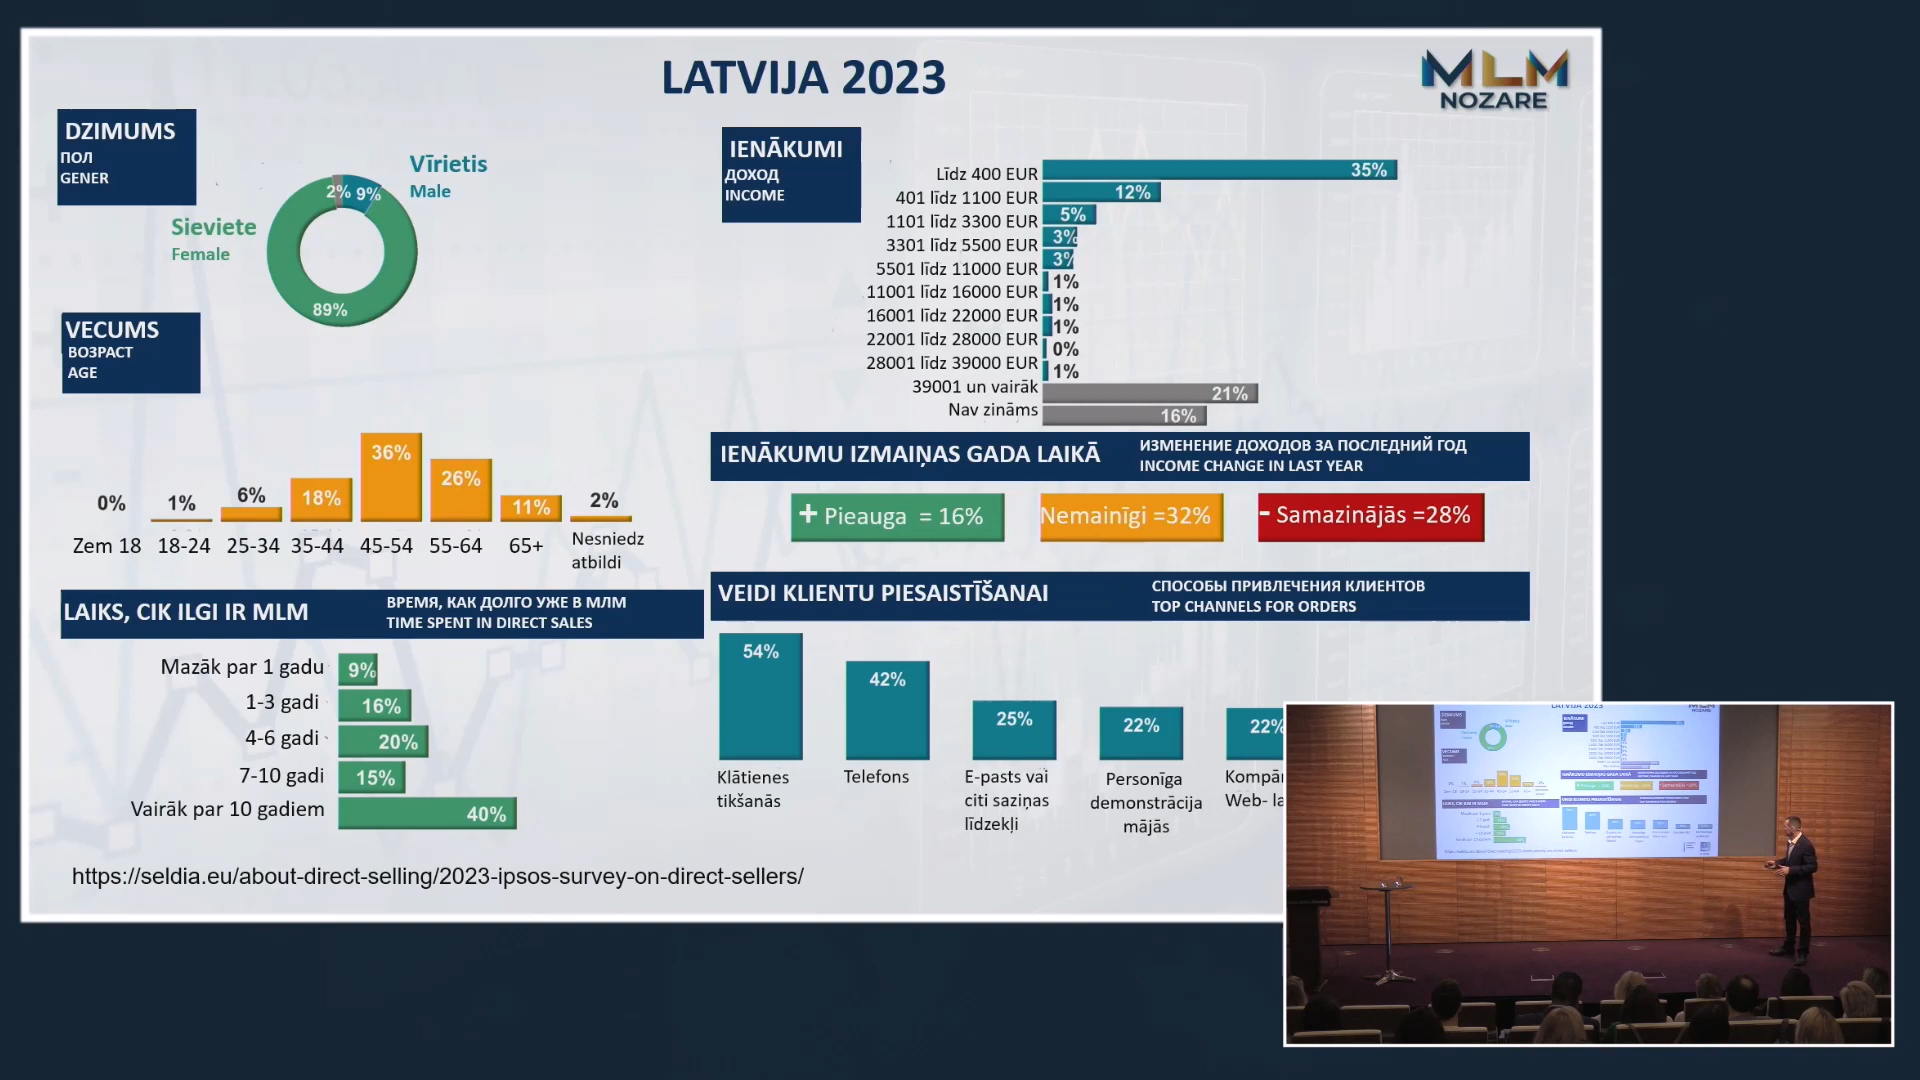 LATVIJA 2023
MLM
NOZARE
DZIMUMS
ПОЛ
GENER
Vīrietis
Male
2% 9%
Sieviete
Female
89%
VECUMS
ВОЗРАСТ
AGE
0% 1% 6% 18% 36% 26% 11% 2%
Zem 18 18-24 25-34 35-44 45-54 55-64 65+ Nesniedz
atbildi
LAIKS, CIK ILGI IR MLM
ВРЕМЯ, КАК ДОЛГО УЖЕ В МЛМ
TIME SPENT IN DIRECT SALES
Mazāk par 1 gadu 9%
1-3 gadi 16%
4-6 gadi 20%
7-10 gadi 15%
Vairāk par 10 gadiem 40%
https://seldia.eu/about-direct-selling/2023-ipsos-survey-on-direct-sellers/
IENĀKUMI
ДОХОД
INCOME
Līdz 400 EUR 35%
401 līdz 1100 EUR 12%
1101 līdz 3300 EUR 5%
3301 līdz 5500 EUR 3%
5501 līdz 11000 EUR 3%
11001 līdz 16000 EUR 1%
16001 līdz 22000 EUR 1%
22001 līdz 28000 EUR 1%
28001 līdz 39000 EUR 0%
39001 un vairāk 1%
Nav zināms 21%
16%
IENĀKUMU IZMAIŅAS GADA LAIKĀ
ИЗМЕНЕНИЕ ДОХОДОВ ЗА ПОСЛЕДНИЙ ГОД
INCOME CHANGE IN LAST YEAR
+ Pieauga = 16%
Nemainīgi =32%
- Samazinājās =28%
VEIDI KLIENTU PIESAISTĪŠANAI
СПОСОБЫ ПРИВЛЕЧЕНИЯ КЛИЕНТОВ
TOP CHANNELS FOR ORDERS
54% 42% 25% 22% 22%
Klātienes
tikšanās
Telefons
E-pasts vai
citi saziņas
līdzekļi
Personīga
demonstrācija
mājās
Kompān
Web- la
LATVIJA 2023